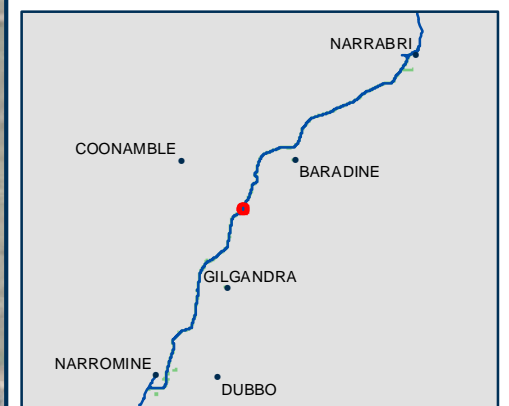 NARRABRI
COONAMBLE
BARADINE
GILGANDRA
NARROMINE
DUBBO